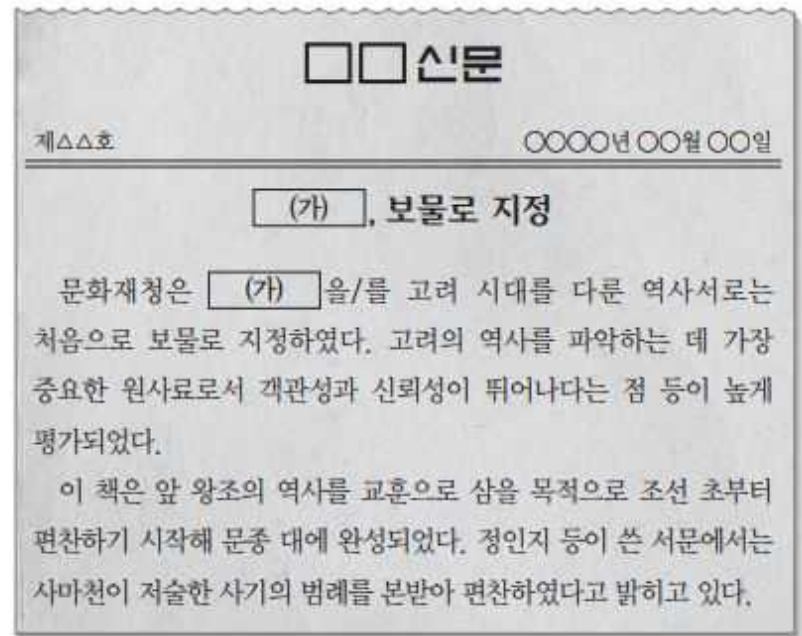 □□신문
제△△호 ○○○○년 ○○월 ○○일
(가), 보물로 지정
문화재청은 (가) 을/를 고려 시대를 다룬 역사서로는
처음으로 보물로 지정하였다. 고려의 역사를 파악하는 데 가장
중요한 원사료로서 객관성과 신뢰성이 뛰어나다는 점 등이 높게
평가되었다.
이 책은 앞 왕조의 역사를 교훈으로 삼을 목적으로 조선 초부터
편찬하기 시작해 문종 대에 완성되었다. 정인지 등이 쓴 서문에서는
사마천이 저술한 사기의 범례를 본받아 편찬하였다고 밝히고 있다.